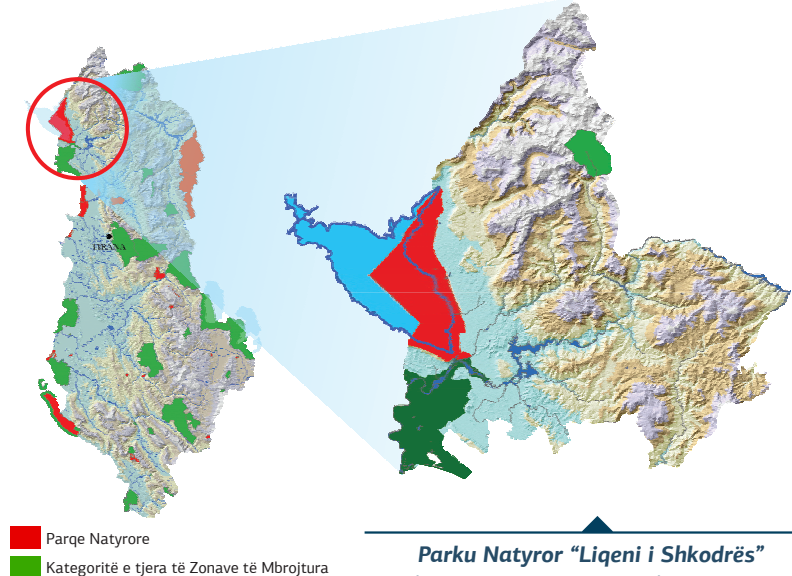 TIRANA
Parqe Natyrore
Kategoritë e tjera të Zonave të Mbrojtura
Parku Natyror “Liqeni i Shkodrës”